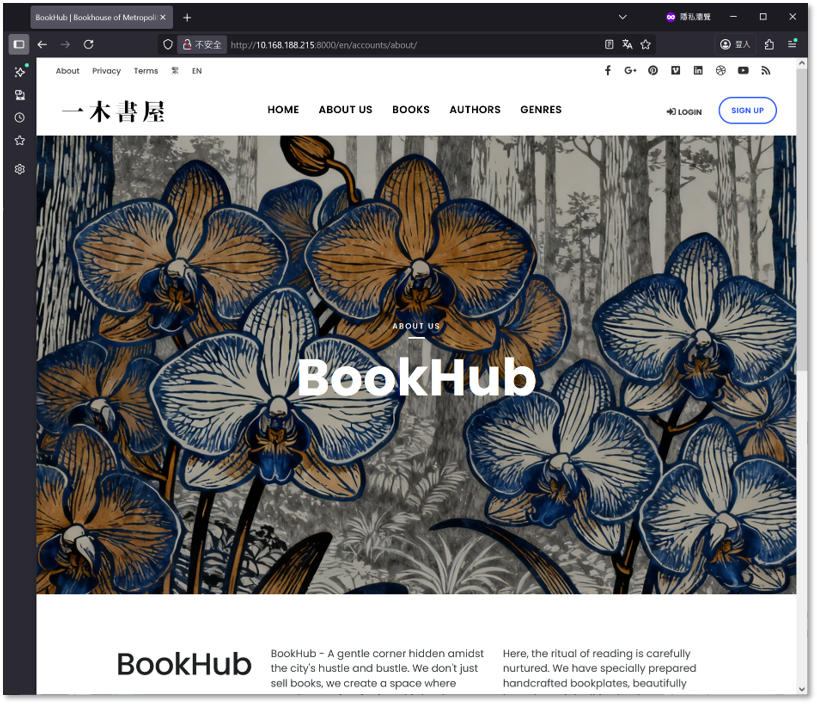 BookHub | Bookhouse of Metropoli
隱私瀏覽
不安全
http://10.168.188.215:8000/en/accounts/about/
登入
About Privacy Terms 繁 EN
一木書屋
HOME ABOUT US BOOKS AUTHORS GENRES
LOGIN
SIGN UP
ABOUT US
BookHub
BookHub
BookHub - A gentle corner hidden amidst
the city's hustle and bustle. We don't just
sell books, we create a space where
Here, the ritual of reading is carefully
nurtured. We have specially prepared
handcrafted bookplates, beautifully